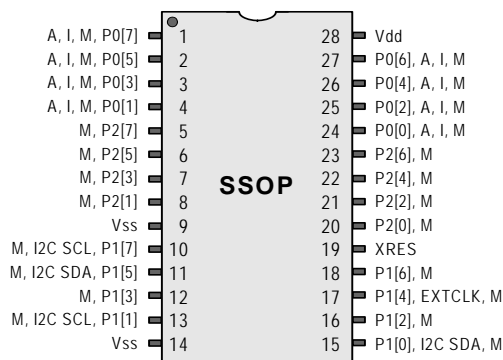 A, I, M, P0[7] 1 28 Vdd
A, I, M, P0[5] 2 27 P0[6], A, I, M
A, I, M, P0[3] 3 26 P0[4], A, I, M
A, I, M, P0[1] 4 25 P0[2], A, I, M
M, P2[7] 5 24 P0[0], A, I, M
M, P2[5] 6 23 P2[6], M
M, P2[3] 7 22 P2[4], M
SSOP
M, P2[1] 8 21 P2[2], M
Vss 9 20 P2[0], M
M, I2C SCL, P1[7] 10 19 XRES
M, I2C SDA, P1[5] 11 18 P1[6], M
M, P1[3] 12 17 P1[4], EXTCLK, M
M, I2C SCL, P1[1] 13 16 P1[2], M
Vss 14 15 P1[0], I2C SDA, M